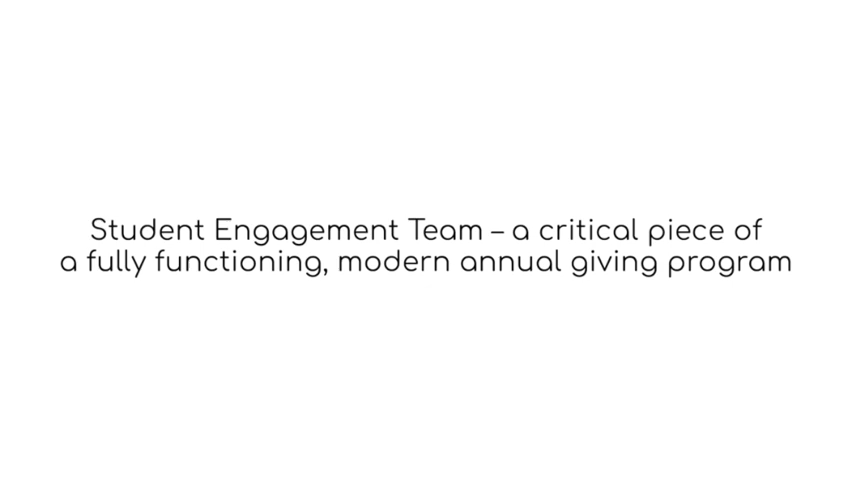 Student Engagement Team – a critical piece of
a fully functioning, modern annual giving program